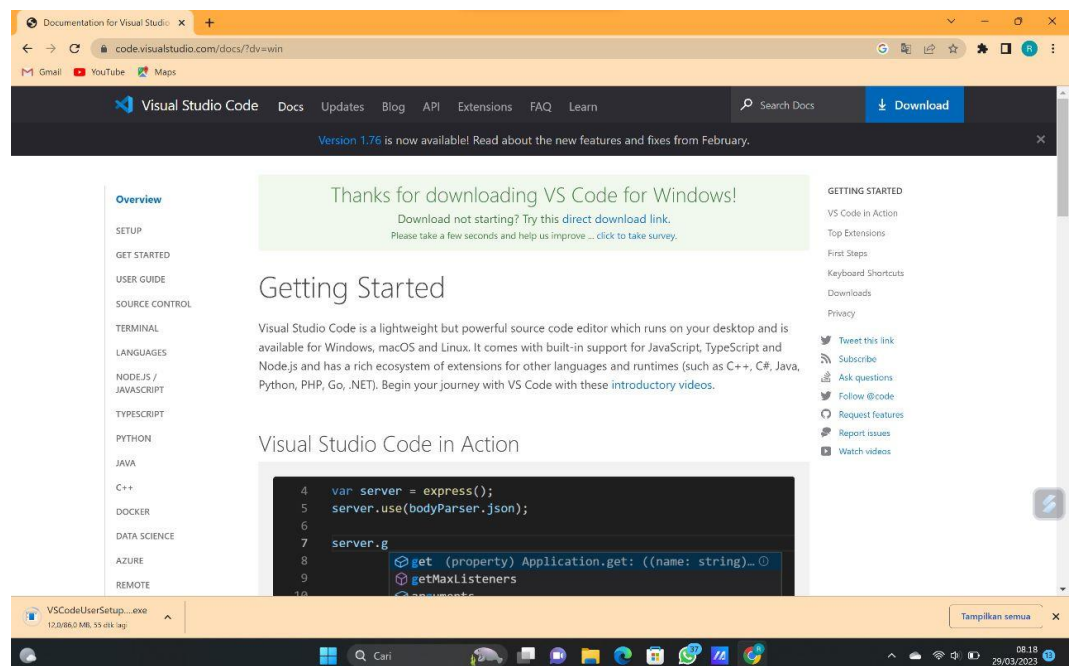 Documentation for Visual Studio
code.visualstudio.com/docs/?dv=win
G
R
Gmail YouTube Maps
Visual Studio Code Docs Updates Blog API Extensions FAQ Learn Search Docs Download
Version 1.76 is now available! Read about the new features and fixes from February.
Overview
SETUP
GET STARTED
USER GUIDE
SOURCE CONTROL
TERMINAL
LANGUAGES
NODE.JS /
JAVASCRIPT
TYPESCRIPT
PYTHON
JAVA
C++
DOCKER
DATA SCIENCE
AZURE
REMOTE
Thanks for downloading VS Code for Windows!
Download not starting? Try this direct download link.
Please take a few seconds and help us improve ... click to take survey.
Getting Started
Visual Studio Code is a lightweight but powerful source code editor which runs on your desktop and is
available for Windows, macOS and Linux. It comes with built-in support for JavaScript, TypeScript and
Node.js and has a rich ecosystem of extensions for other languages and runtimes (such as C++, C#, Java,
Python, PHP, Go, .NET). Begin your journey with VS Code with these introductory videos.
Visual Studio Code in Action
4 var server = express();
5 server.use(bodyParser.json);
6
7 server.g
8 get (property) Application.get: ((name: string)…
9 getMaxListeners
10 arguments
GETTING STARTED
VS Code in Action
Top Extensions
First Steps
Keyboard Shortcuts
Downloads
Privacy
Tweet this link
Subscribe
Ask questions
Follow @code
Request features
Report issues
Watch videos
VSCodeUserSetup....exe
12,0/86,0 MB, 55 dtk lagi
Tampilkan semua
Cari
37
08.18
29/03/2023